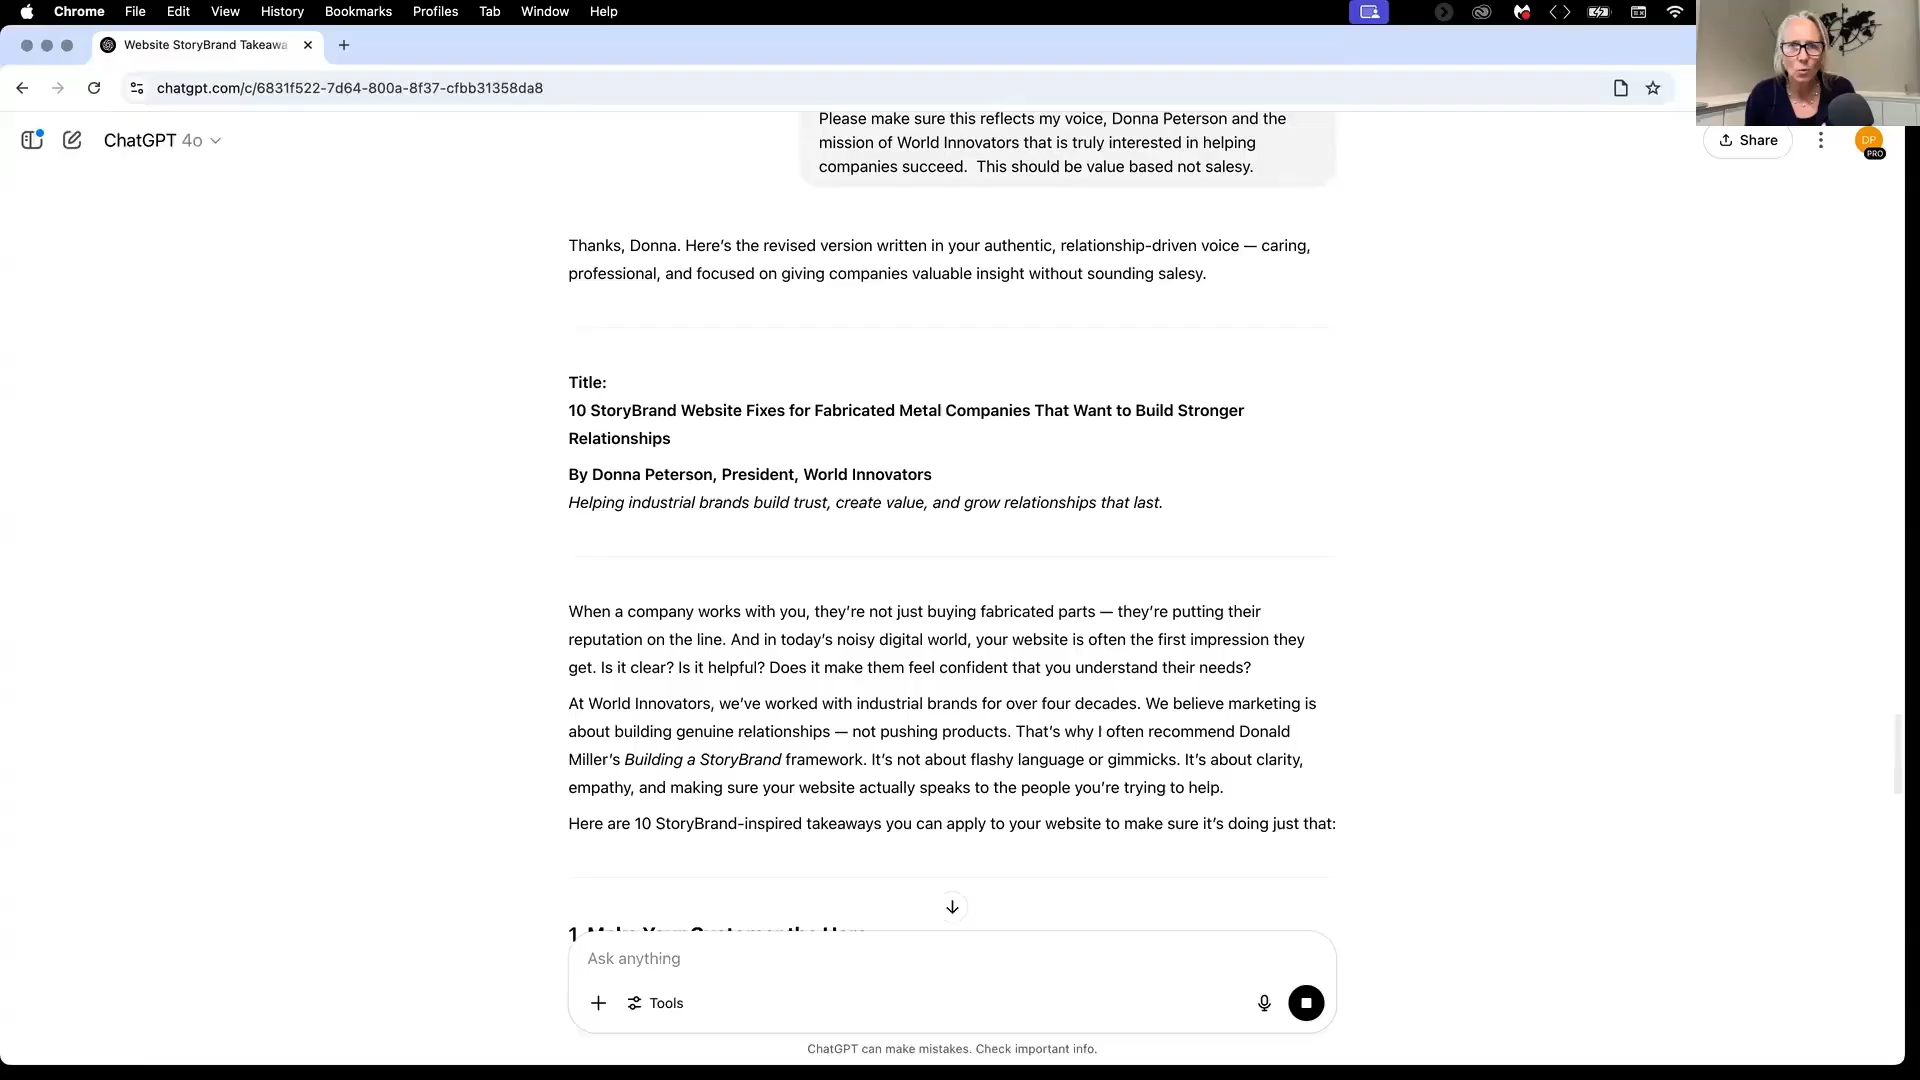 Chrome File Edit View History Bookmarks Profiles Tab Window Help
Website StoryBrand Takeawa
chatgpt.com/c/6831f522-7d64-800a-8f37-cfbb31358da8
ChatGPT 4o
Share
DP
PRO
Please make sure this reflects my voice, Donna Peterson and the
mission of World Innovators that is truly interested in helping
companies succeed.  This should be value based not salesy.
Thanks, Donna. Here’s the revised version written in your authentic, relationship-driven voice — caring,
professional, and focused on giving companies valuable insight without sounding salesy.
Title:
10 StoryBrand Website Fixes for Fabricated Metal Companies That Want to Build Stronger
Relationships
By Donna Peterson, President, World Innovators
Helping industrial brands build trust, create value, and grow relationships that last.
When a company works with you, they’re not just buying fabricated parts — they’re putting their
reputation on the line. And in today’s noisy digital world, your website is often the first impression they
get. Is it clear? Is it helpful? Does it make them feel confident that you understand their needs?
At World Innovators, we’ve worked with industrial brands for over four decades. We believe marketing is
about building genuine relationships — not pushing products. That’s why I often recommend Donald
Miller’s Building a StoryBrand framework. It’s not about flashy language or gimmicks. It’s about clarity,
empathy, and making sure your website actually speaks to the people you’re trying to help.
Here are 10 StoryBrand-inspired takeaways you can apply to your website to make sure it’s doing just that:
1. Make Your Customer the Hero
Ask anything
Tools
ChatGPT can make mistakes. Check important info.